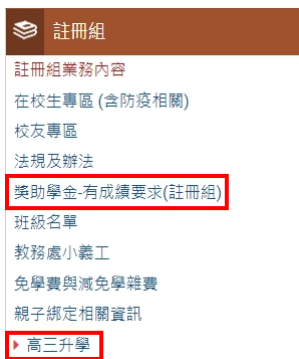 註冊組
註冊組業務內容
在校生專區 (含防疫相關)
校友專區
法規及辦法
獎助學金-有成績要求(註冊組)
班級名單
教務處小義工
免學費與減免學雜費
親子綁定相關資訊
高三升學